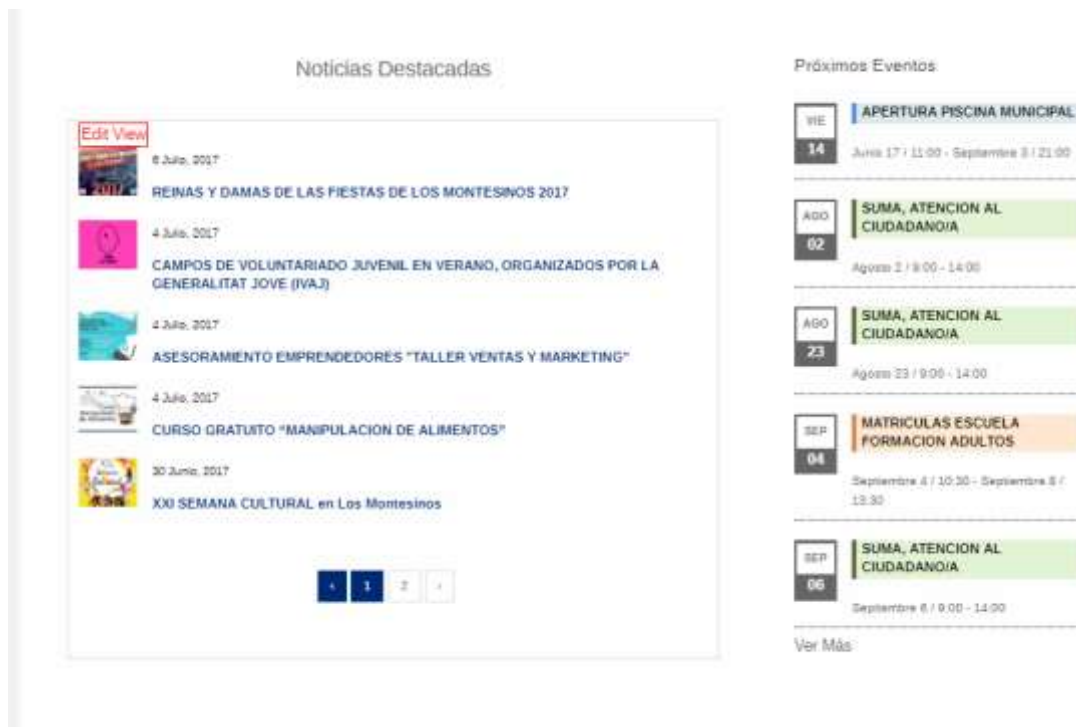 Noticias Destacadas
Edit View
6 Julio, 2017
REINAS Y DAMAS DE LAS FIESTAS DE LOS MONTESINOS 2017
4 Julio, 2017
CAMPOS DE VOLUNTARIADO JUVENIL EN VERANO, ORGANIZADOS POR LA
GENERALITAT JOVE (IVAJ)
4 Julio, 2017
ASESORAMIENTO EMPRENDEDORES "TALLER VENTAS Y MARKETING"
4 Julio, 2017
CURSO GRATUITO “MANIPULACION DE ALIMENTOS”
30 Junio, 2017
XXI SEMANA CULTURAL en Los Montesinos
‹ 1 2 ›
Próximos Eventos
VIE
14
APERTURA PISCINA MUNICIPAL
Junio 17 / 11:00 - Septiembre 3 / 21:00
AGO
02
SUMA, ATENCION AL
CIUDADANO/A
Agosto 2 / 9:00 - 14:00
AGO
23
SUMA, ATENCION AL
CIUDADANO/A
Agosto 23 / 9:00 - 14:00
SEP
04
MATRICULAS ESCUELA
FORMACION ADULTOS
Septiembre 4 / 10:30 - Septiembre 8 /
13:30
SEP
06
SUMA, ATENCION AL
CIUDADANO/A
Septiembre 6 / 9:00 - 14:00
Ver Más